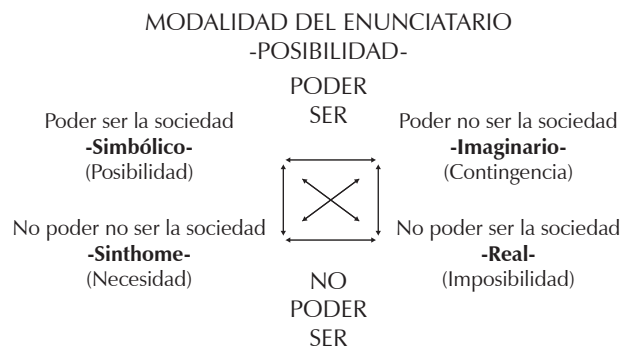 MODALIDAD DEL ENUNCIATARIO
-POSIBILIDAD-
PODER
SER
Poder ser la sociedad
-Simbólico-
(Posibilidad)
Poder no ser la sociedad
-Imaginario-
(Contingencia)
No poder no ser la sociedad
-Sinthome-
(Necesidad)
No poder ser la sociedad
-Real-
(Imposibilidad)
NO
PODER
SER